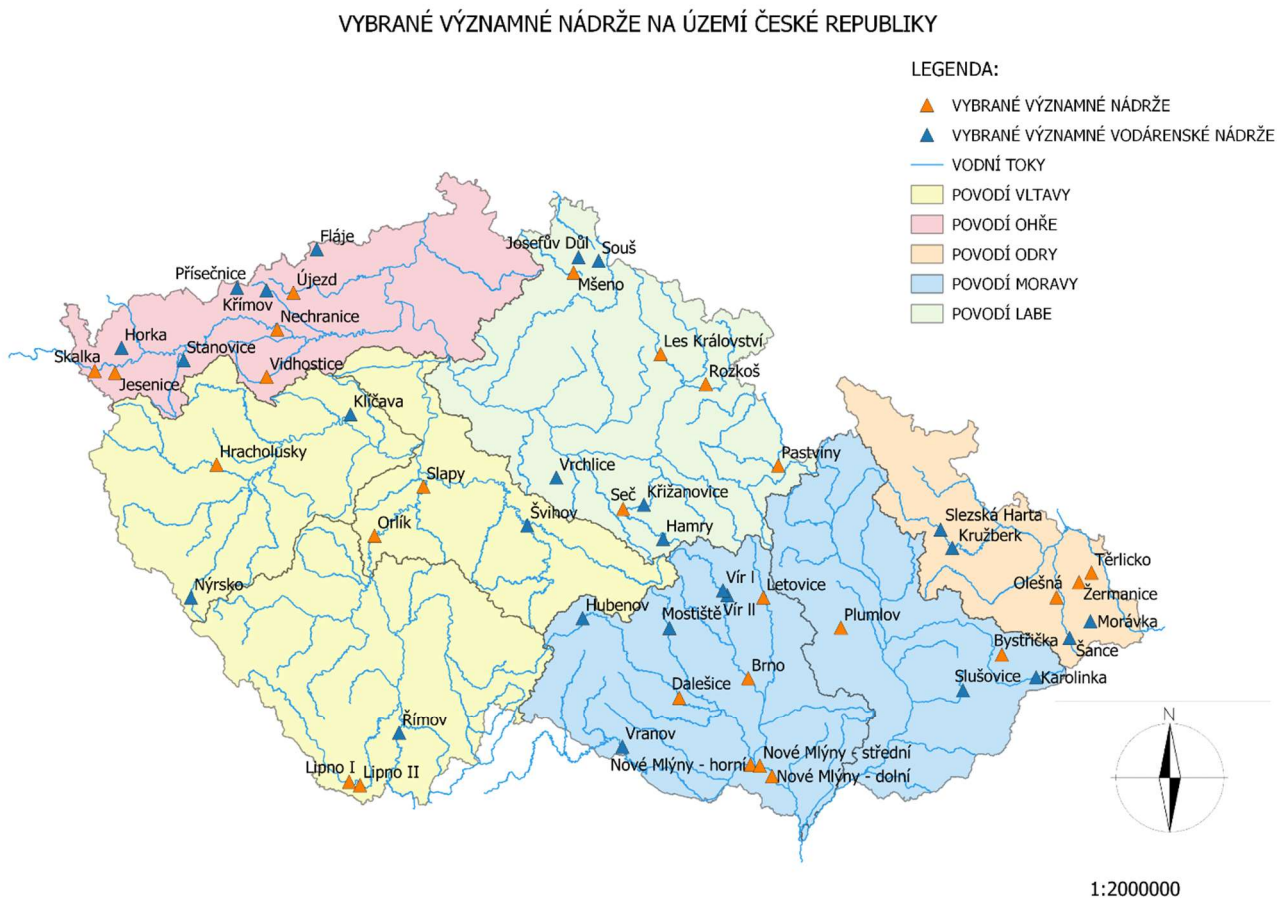 VYBRANÉ VÝZNAMNÉ NÁDRŽE NA ÚZEMÍ ČESKÉ REPUBLIKY
LEGENDA:
VYBRANÉ VÝZNAMNÉ NÁDRŽE
VYBRANÉ VÝZNAMNÉ VODÁRENSKÉ NÁDRŽE
VODNÍ TOKY
POVODÍ VLTAVY
POVODÍ OHŘE
POVODÍ ODRY
POVODÍ MORAVY
POVODÍ LABE
Fláje
Přísečnice
Újezd
Křímov
Nechranice
Horka
Skalka
Stanovice
Jesenice
Vidhostice
Josefův Důl
Souš
Mšeno
Les Království
Rozkoš
Klíčava
Hracholusky
Slapy
Vrchlice
Pastviny
Seč
Křižanovice
Orlík
Švihov
Hamry
Slezská Harta
Kružberk
Těrlicko
Olešná
Žermanice
Nýrsko
Vír I
Letovice
Vír II
Hubenov
Mostiště
Plumlov
Morávka
Bystřička
Šance
Karolinka
Slušovice
Brno
Dalešice
Římov
Vranov
Nové Mlýny - střední
Nové Mlýny - horní
Nové Mlýny - dolní
Lipno I
Lipno II
N
1:2000000